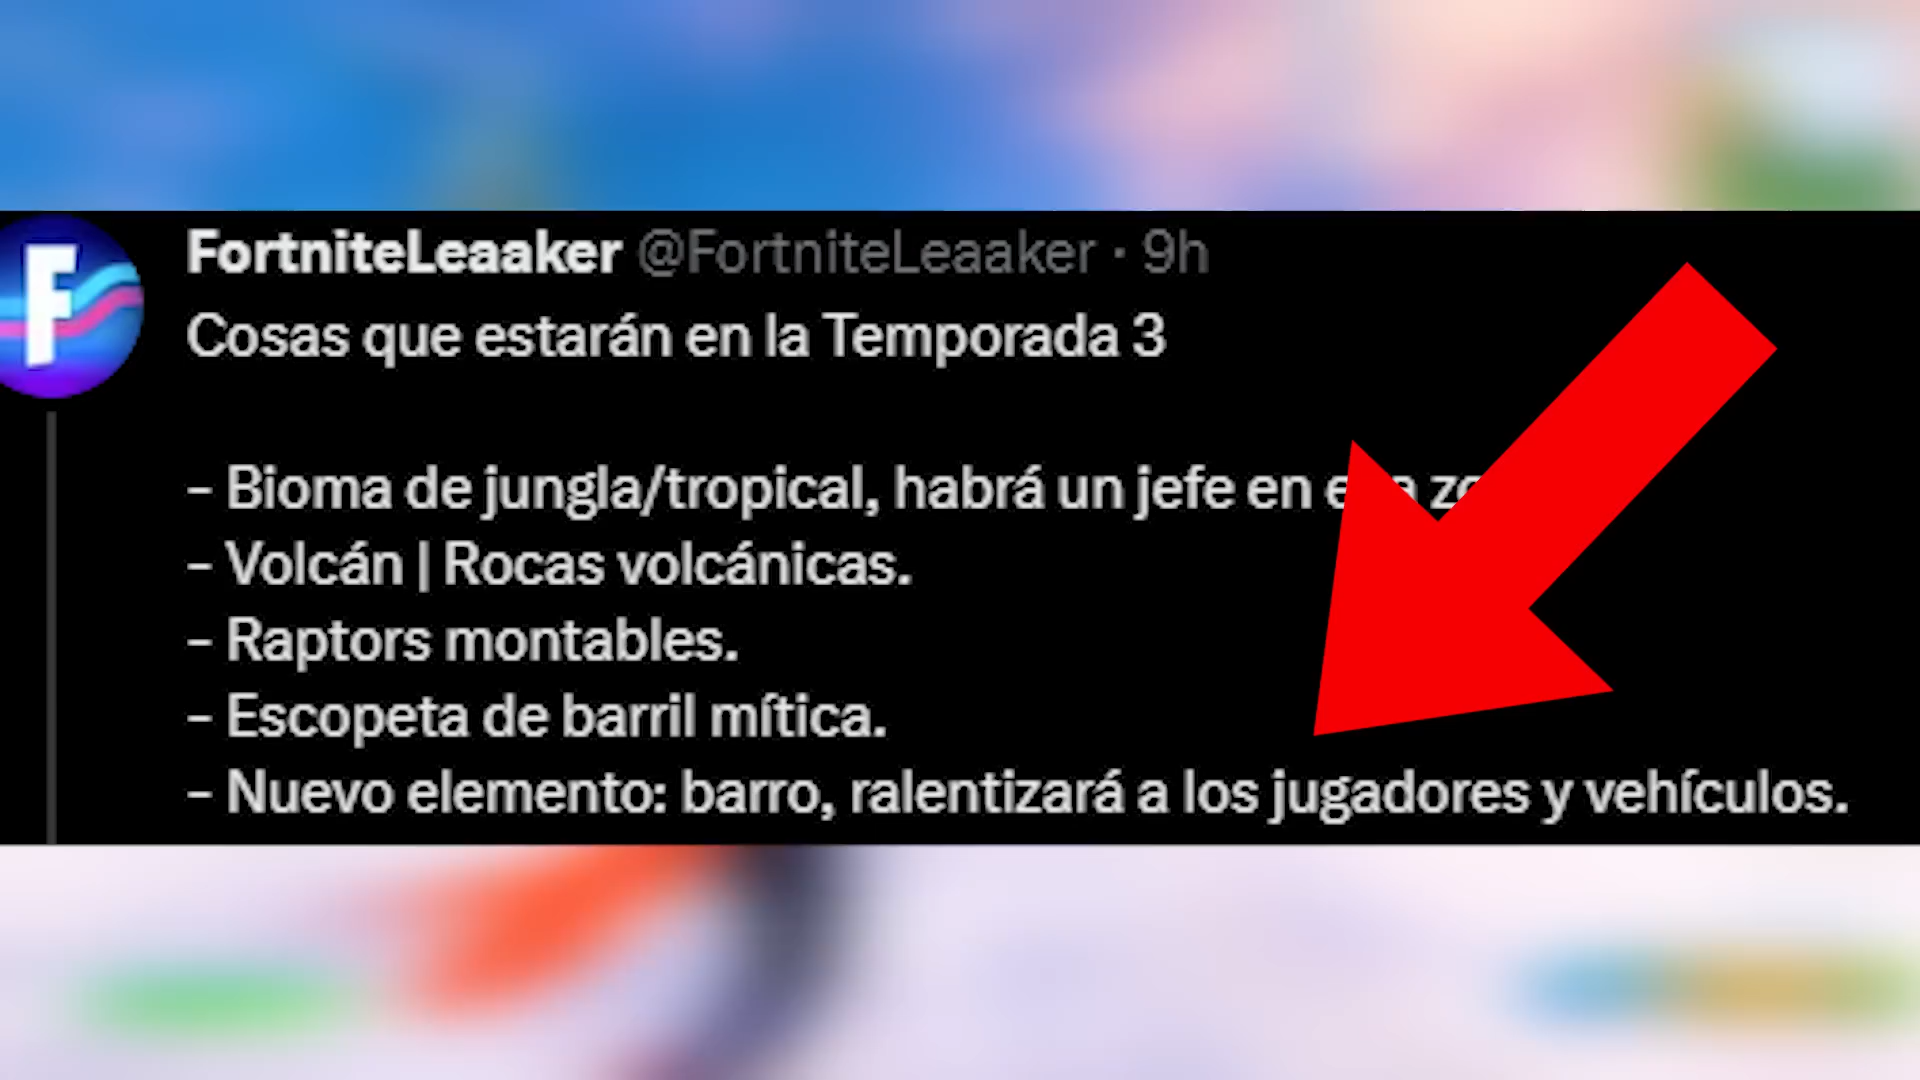 FortniteLeaaker @FortniteLeaaker · 9h
Cosas que estarán en la Temporada 3
– Bioma de jungla/tropical, habrá un jefe en
– Volcán | Rocas volcánicas.
– Raptors montables.
– Escopeta de barril mítica.
– Nuevo elemento: barro, ralentizará a los jugadores y vehículos.